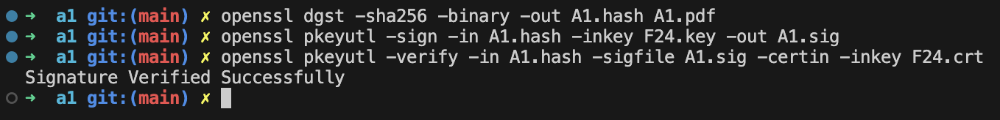 ➜ a1 git:(main) ✗ openssl dgst -sha256 -binary -out A1.hash A1.pdf
➜ a1 git:(main) ✗ openssl pkeyutl -sign -in A1.hash -inkey F24.key -out A1.sig
➜ a1 git:(main) ✗ openssl pkeyutl -verify -in A1.hash -sigfile A1.sig -certin -inkey F24.crt
Signature Verified Successfully
➜ a1 git:(main) ✗